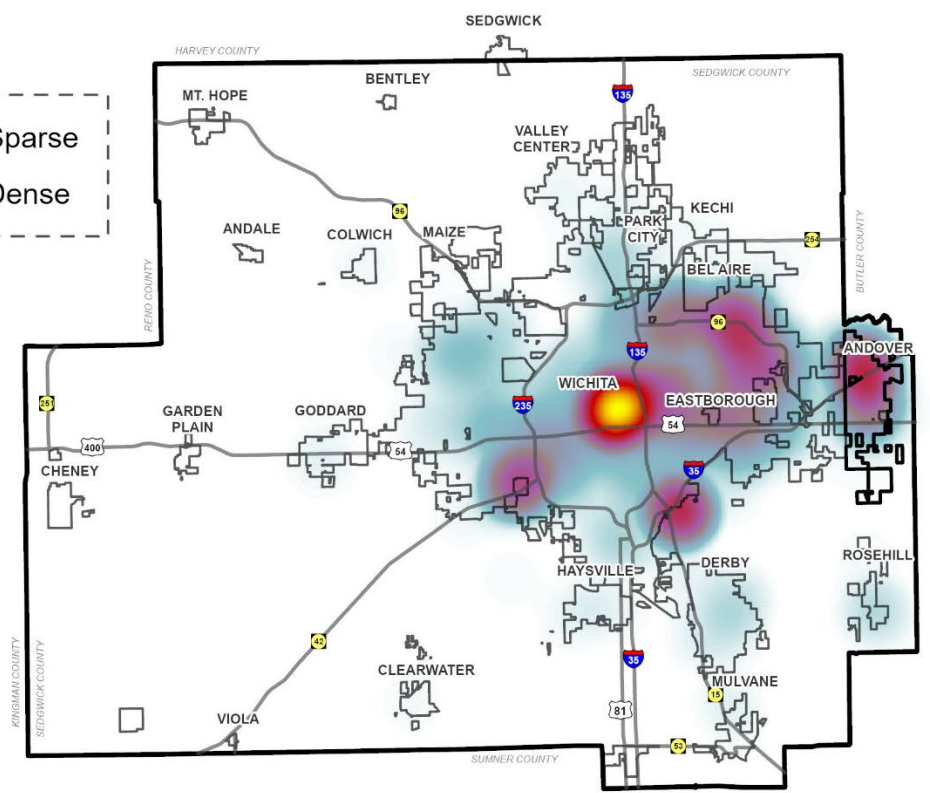 SEDGWICK
HARVEY COUNTY
SEDGWICK COUNTY
BENTLEY
MT. HOPE
135
Sparse
VALLEY
CENTER
Dense
KECHI
96
PARK
CITY
ANDALE
COLWICH
MAIZE
254
BUTLER COUNTY
BEL AIRE
RENO COUNTY
96
135
ANDOVER
WICHITA
251
235
EASTBOROUGH
GARDEN
PLAIN
GODDARD
54
400
54
CHENEY
35
ROSEHILL
HAYSVILLE
DERBY
42
35
KINGMAN COUNTY
SEDGWICK COUNTY
CLEARWATER
MULVANE
15
81
VIOLA
53
SUMNER COUNTY